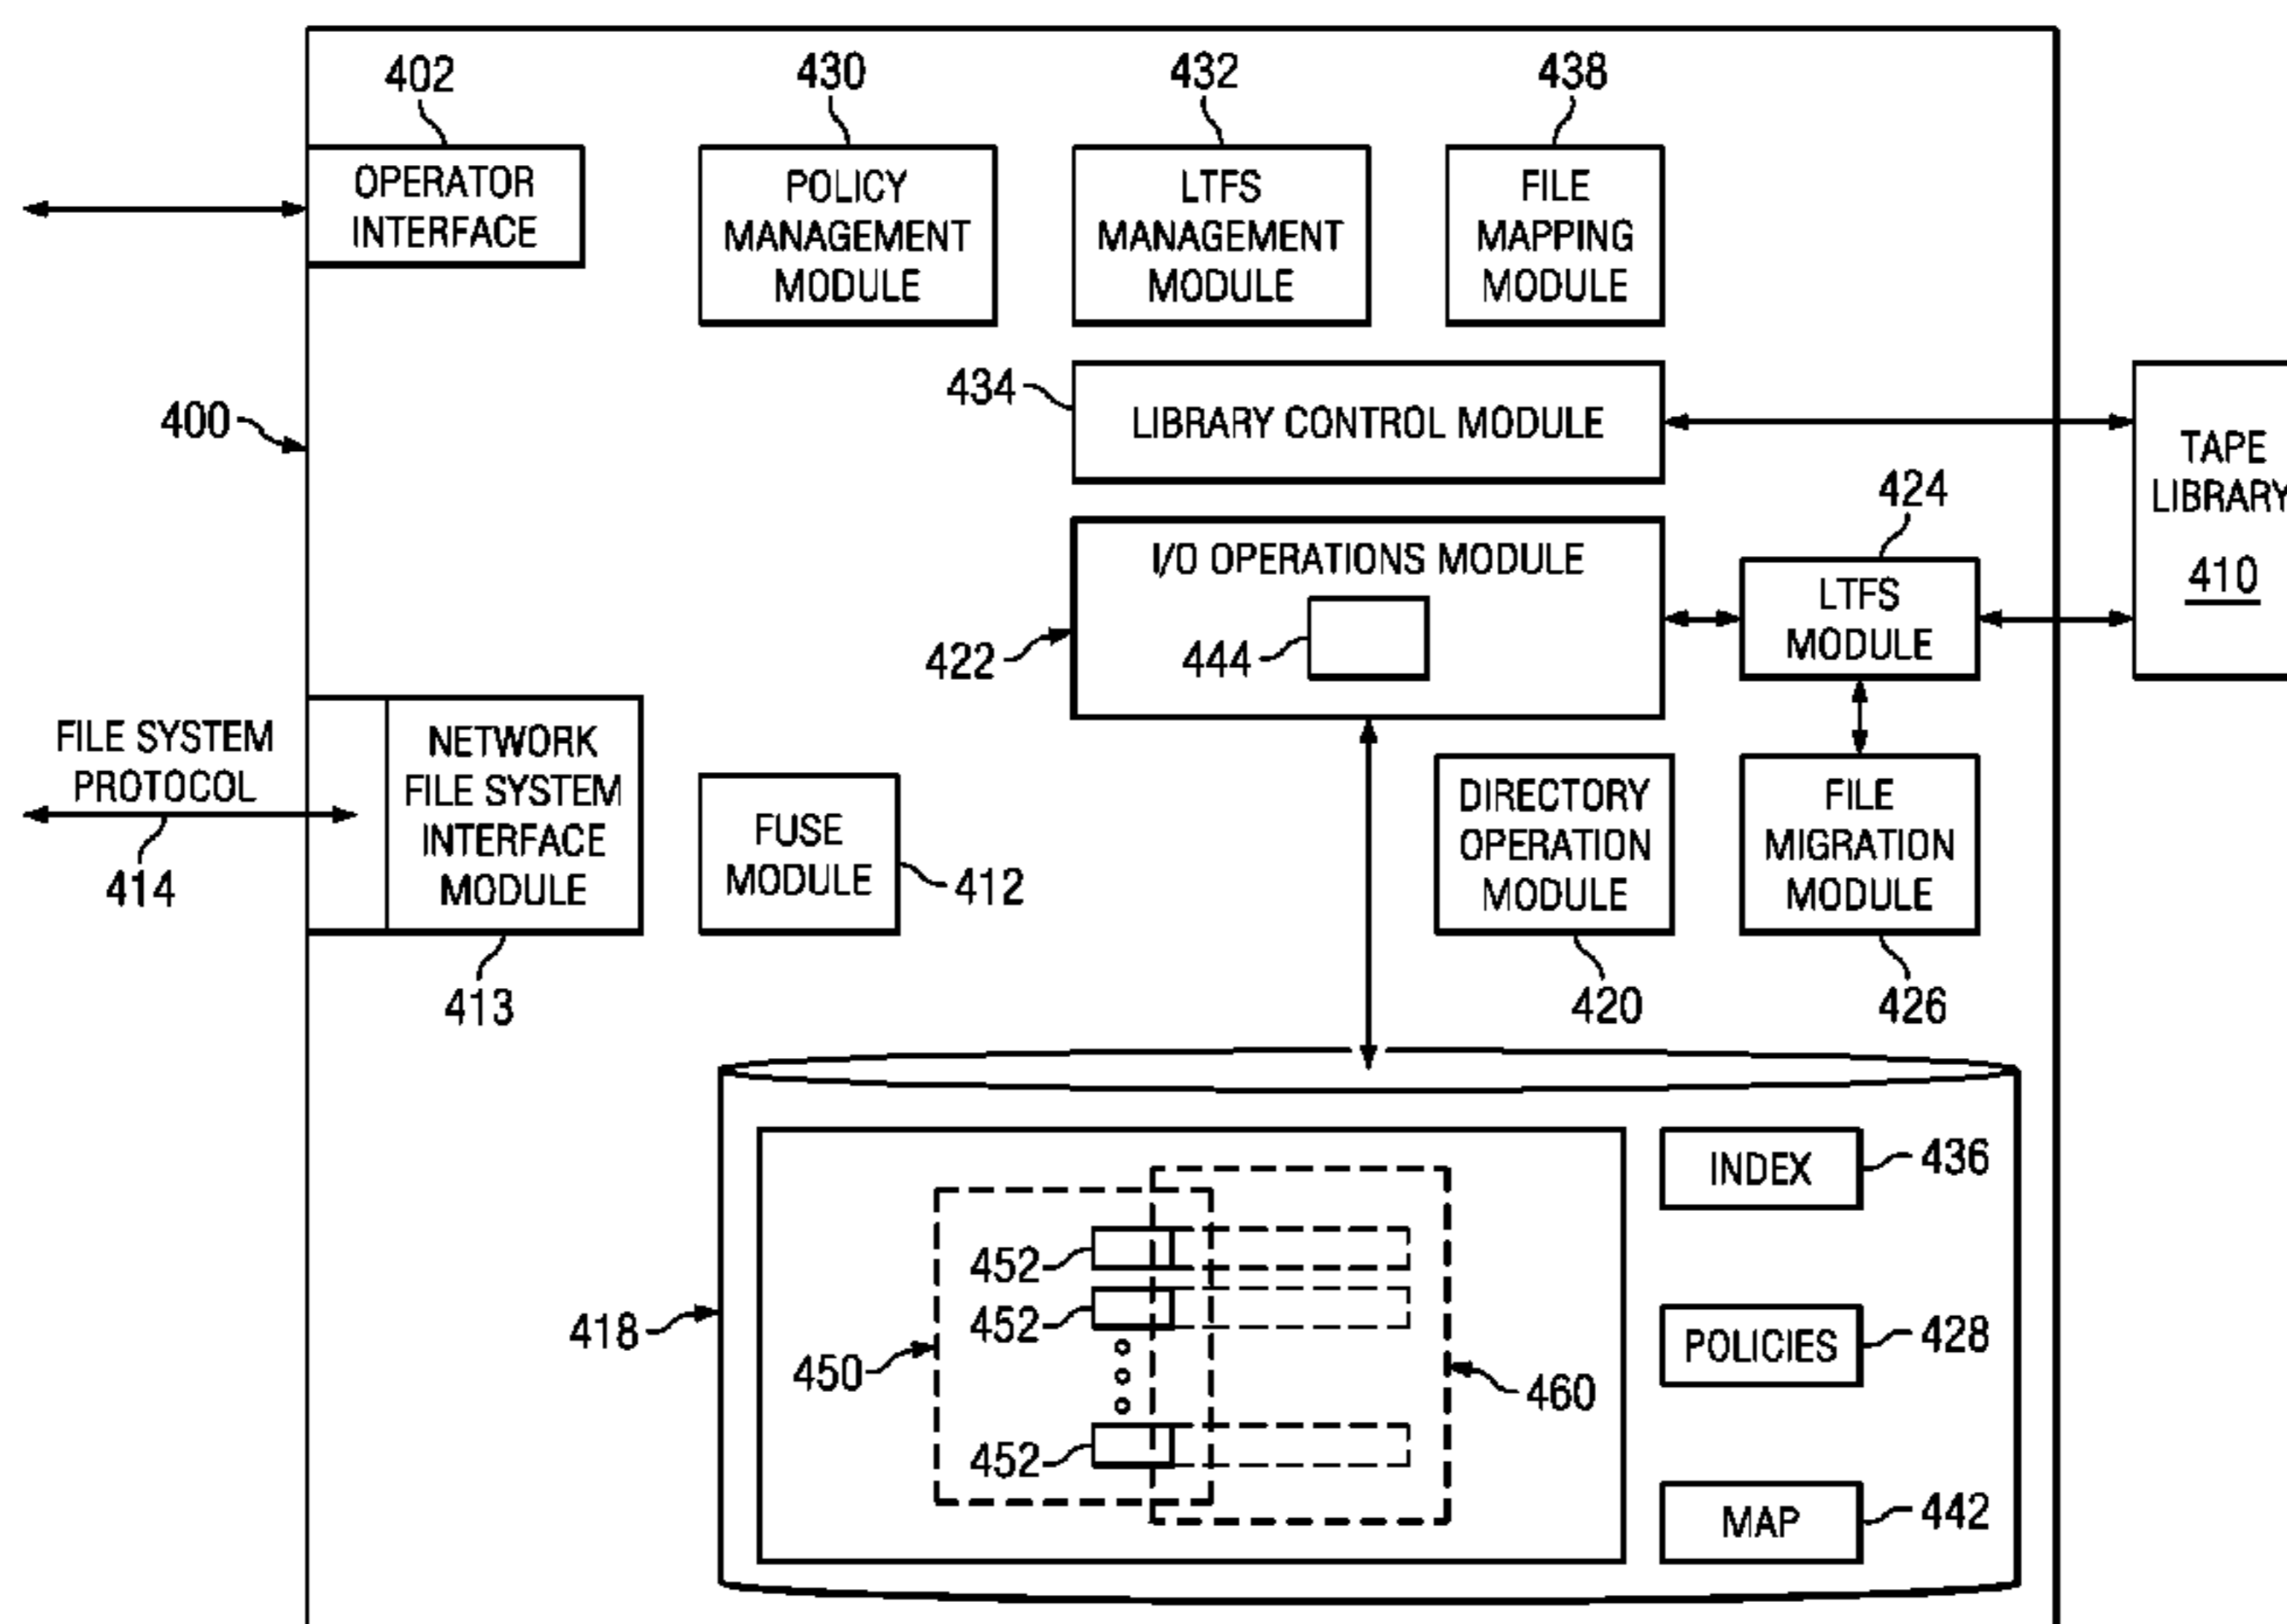 402
430
432
438
OPERATOR
INTERFACE
POLICY
MANAGEMENT
MODULE
LTFS
MANAGEMENT
MODULE
FILE
MAPPING
MODULE
400
434
LIBRARY CONTROL MODULE
TAPE
LIBRARY
410
422
I/O OPERATIONS MODULE
444
424
LTFS
MODULE
FILE SYSTEM
PROTOCOL
414
NETWORK
FILE SYSTEM
INTERFACE
MODULE
413
FUSE
MODULE
412
DIRECTORY
OPERATION
MODULE
420
FILE
MIGRATION
MODULE
426
418
450
452
452
452
460
INDEX
436
POLICIES
428
MAP
442